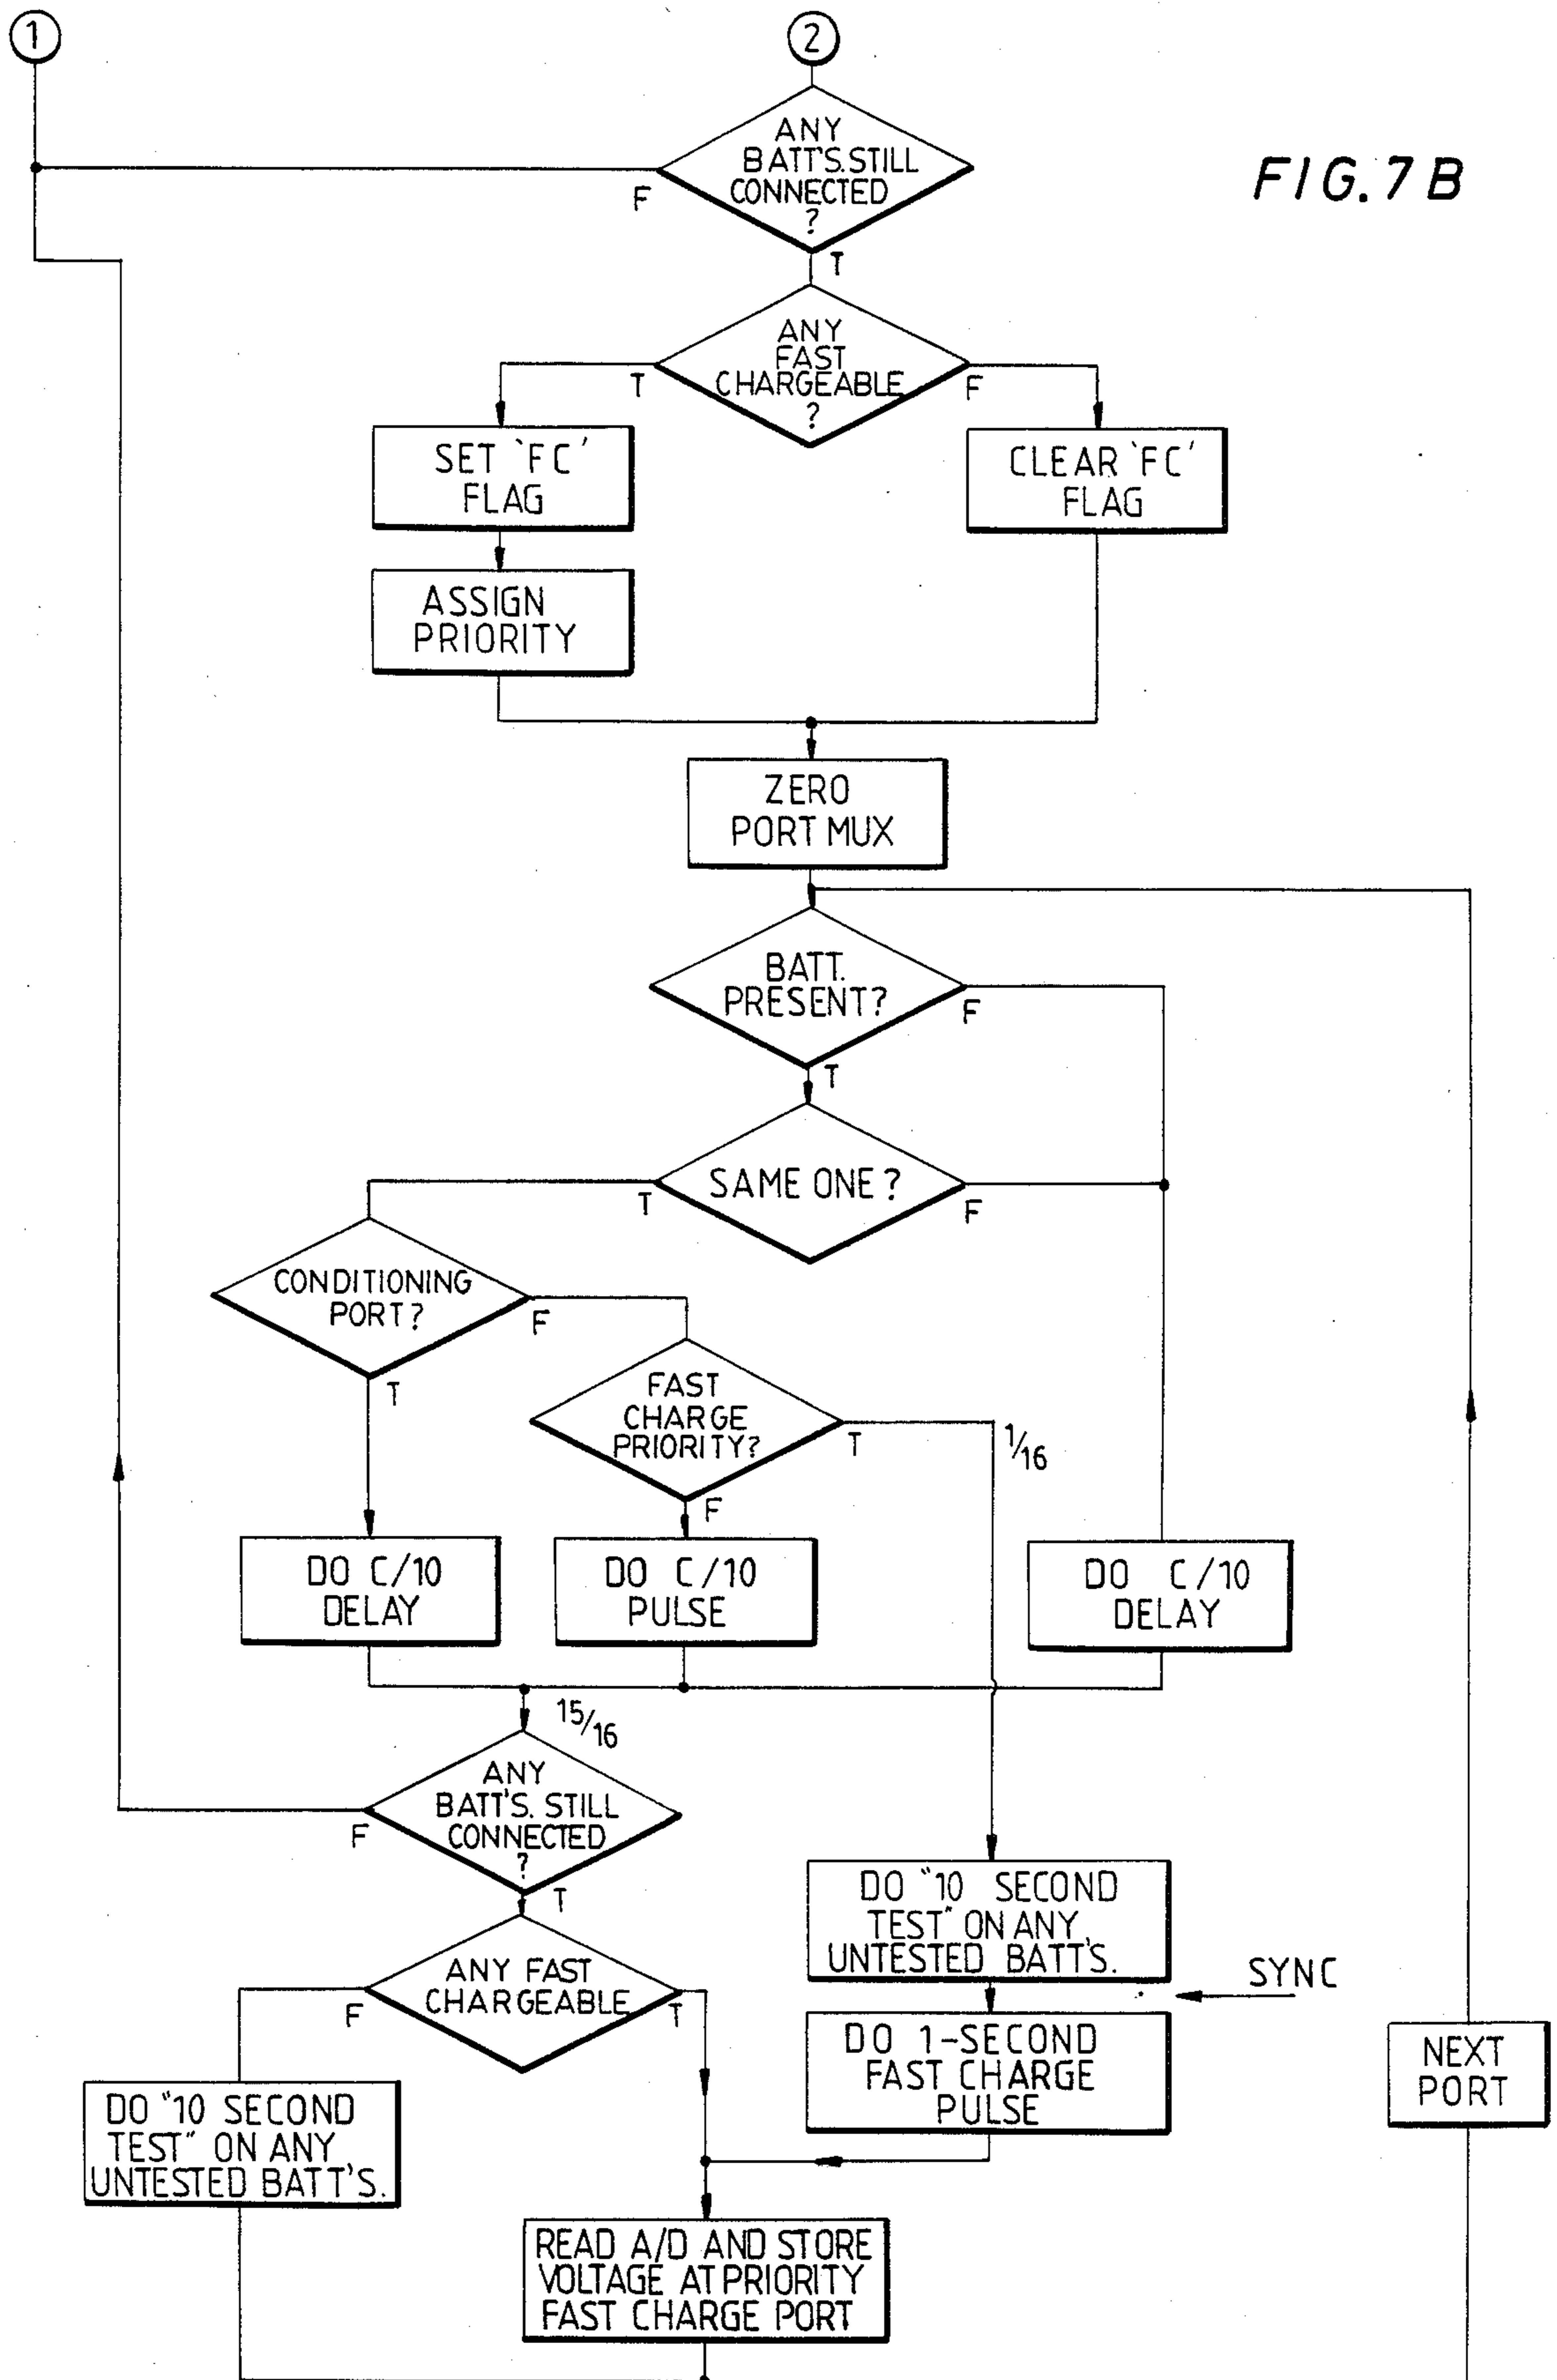 1
2
FIG. 7B
ANY
BATT'S. STILL
CONNECTED
?
F
T
ANY
FAST
CHARGEABLE
?
T
F
SET 'FC'
FLAG
CLEAR 'FC'
FLAG
ASSIGN
PRIORITY
ZERO
PORT MUX
BATT.
PRESENT?
F
T
SAME ONE?
T
F
CONDITIONING
PORT?
F
T
FAST
CHARGE
PRIORITY?
T
1/16
F
DO C/10
DELAY
DO C/10
PULSE
DO C/10
DELAY
15/16
ANY
BATT'S. STILL
CONNECTED
?
F
T
DO "10 SECOND
TEST" ON ANY
UNTESTED BATT'S.
SYNC
ANY FAST
CHARGEABLE
F
T
DO 1-SECOND
FAST CHARGE
PULSE
NEXT
PORT
DO "10 SECOND
TEST" ON ANY
UNTESTED BATT'S.
READ A/D AND STORE
VOLTAGE AT PRIORITY
FAST CHARGE PORT